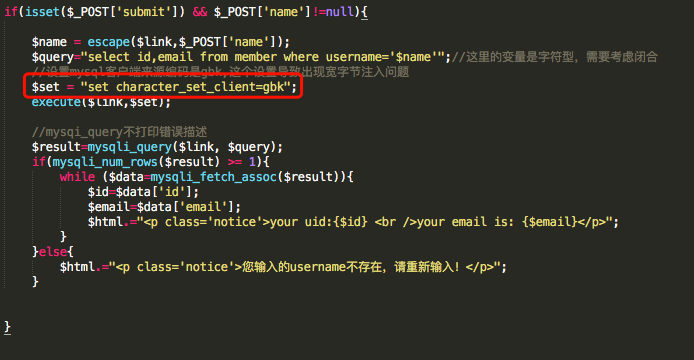 if(isset($_POST['submit']) && $_POST['name']!=null){
$name = escape($link,$_POST['name']);
$query="select id,email from member where username='$name'";//这里的变量是字符型，需要考虑闭合
//设置mysql客户端来源编码是gbk,这个设置导致出现宽字节注入问题
$set = "set character_set_client=gbk";
execute($link,$set);
//mysqi_query不打印错误描述
$result=mysqli_query($link, $query);
if(mysqli_num_rows($result) >= 1){
while ($data=mysqli_fetch_assoc($result)){
$id=$data['id'];
$email=$data['email'];
$html.="<p class='notice'>your uid:{$id} <br />your email is: {$email}</p>";
}
}else{
$html.="<p class='notice'>您输入的username不存在，请重新输入！</p>";
}
}